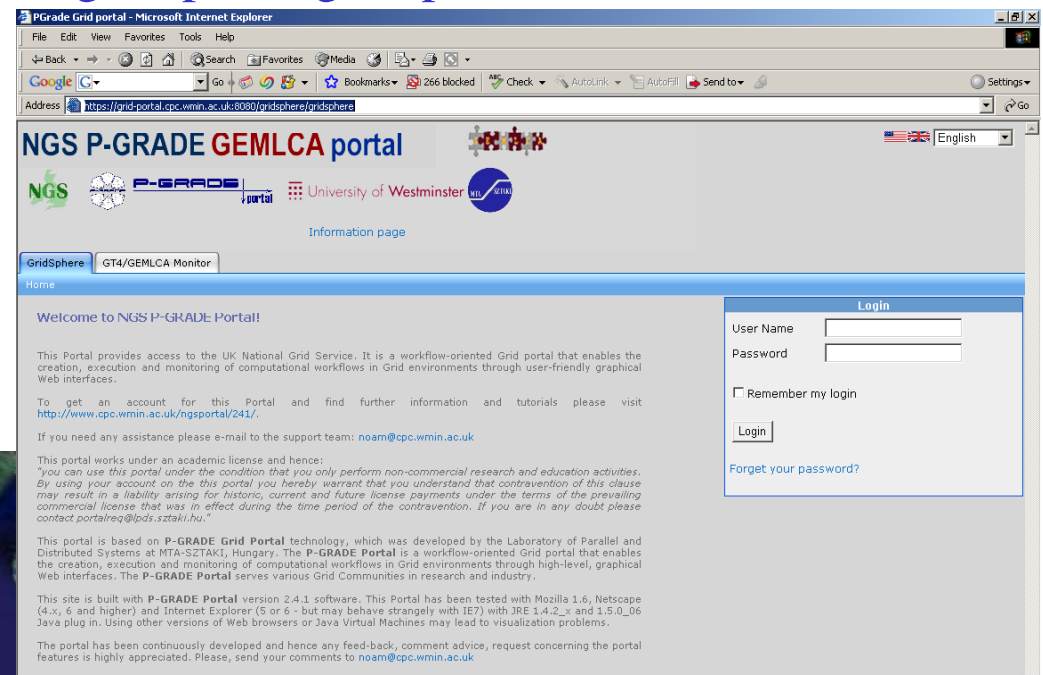 PGrade Grid portal - Microsoft Internet Explorer
File Edit View Favorites Tools Help
Back Search Favorites Media
Google G Go Bookmarks 266 blocked ABC Check AutoLink AutoFill Send to Settings
Address https://grid-portal.cpc.wmin.ac.uk:8080/gridsphere/gridsphere Go
NGS P-GRADE GEMLCA portal
English
NGS P-GRADE portal University of Westminster MTA SZTAKI
Information page
GridSphere GT4/GEMLCA Monitor
Home
Welcome to NGS P-GRADE Portal!
This Portal provides access to the UK National Grid Service. It is a workflow-oriented Grid portal that enables the
creation, execution and monitoring of computational workflows in Grid environments through user-friendly graphical
Web interfaces.
To get an account for this Portal and find further information and tutorials please visit
http://www.cpc.wmin.ac.uk/ngsportal/241/.
If you need any assistance please e-mail to the support team: noam@cpc.wmin.ac.uk
This portal works under an academic license and hence:
"you can use this portal under the condition that you only perform non-commercial research and education activities.
By using your account on the this portal you hereby warrant that you understand that contravention of this clause
may result in a liability arising for historic, current and future license payments under the terms of the prevailing
commercial license that was in effect during the time period of the contravention. If you are in any doubt please
contact portalreq@lpds.sztaki.hu."
This portal is based on P-GRADE Grid Portal technology, which was developed by the Laboratory of Parallel and
Distributed Systems at MTA-SZTAKI, Hungary. The P-GRADE Portal is a workflow-oriented Grid portal that enables
the creation, execution and monitoring of computational workflows in Grid environments through high-level, graphical
Web interfaces. The P-GRADE Portal serves various Grid Communities in research and industry.
This site is built with P-GRADE Portal version 2.4.1 software. This Portal has been tested with Mozilla 1.6, Netscape
(4.x, 6 and higher) and Internet Explorer (5 or 6 - but may behave strangely with IE7) with JRE 1.4.2_x and 1.5.0_06
Java plug in. Using other versions of Web browsers or Java Virtual Machines may lead to visualization problems.
The portal has been continuously developed and hence any feed-back, comment advice, request concerning the portal
features is highly appreciated. Please, send your comments to noam@cpc.wmin.ac.uk
Login
User Name
Password
Remember my login
Login
Forget your password?